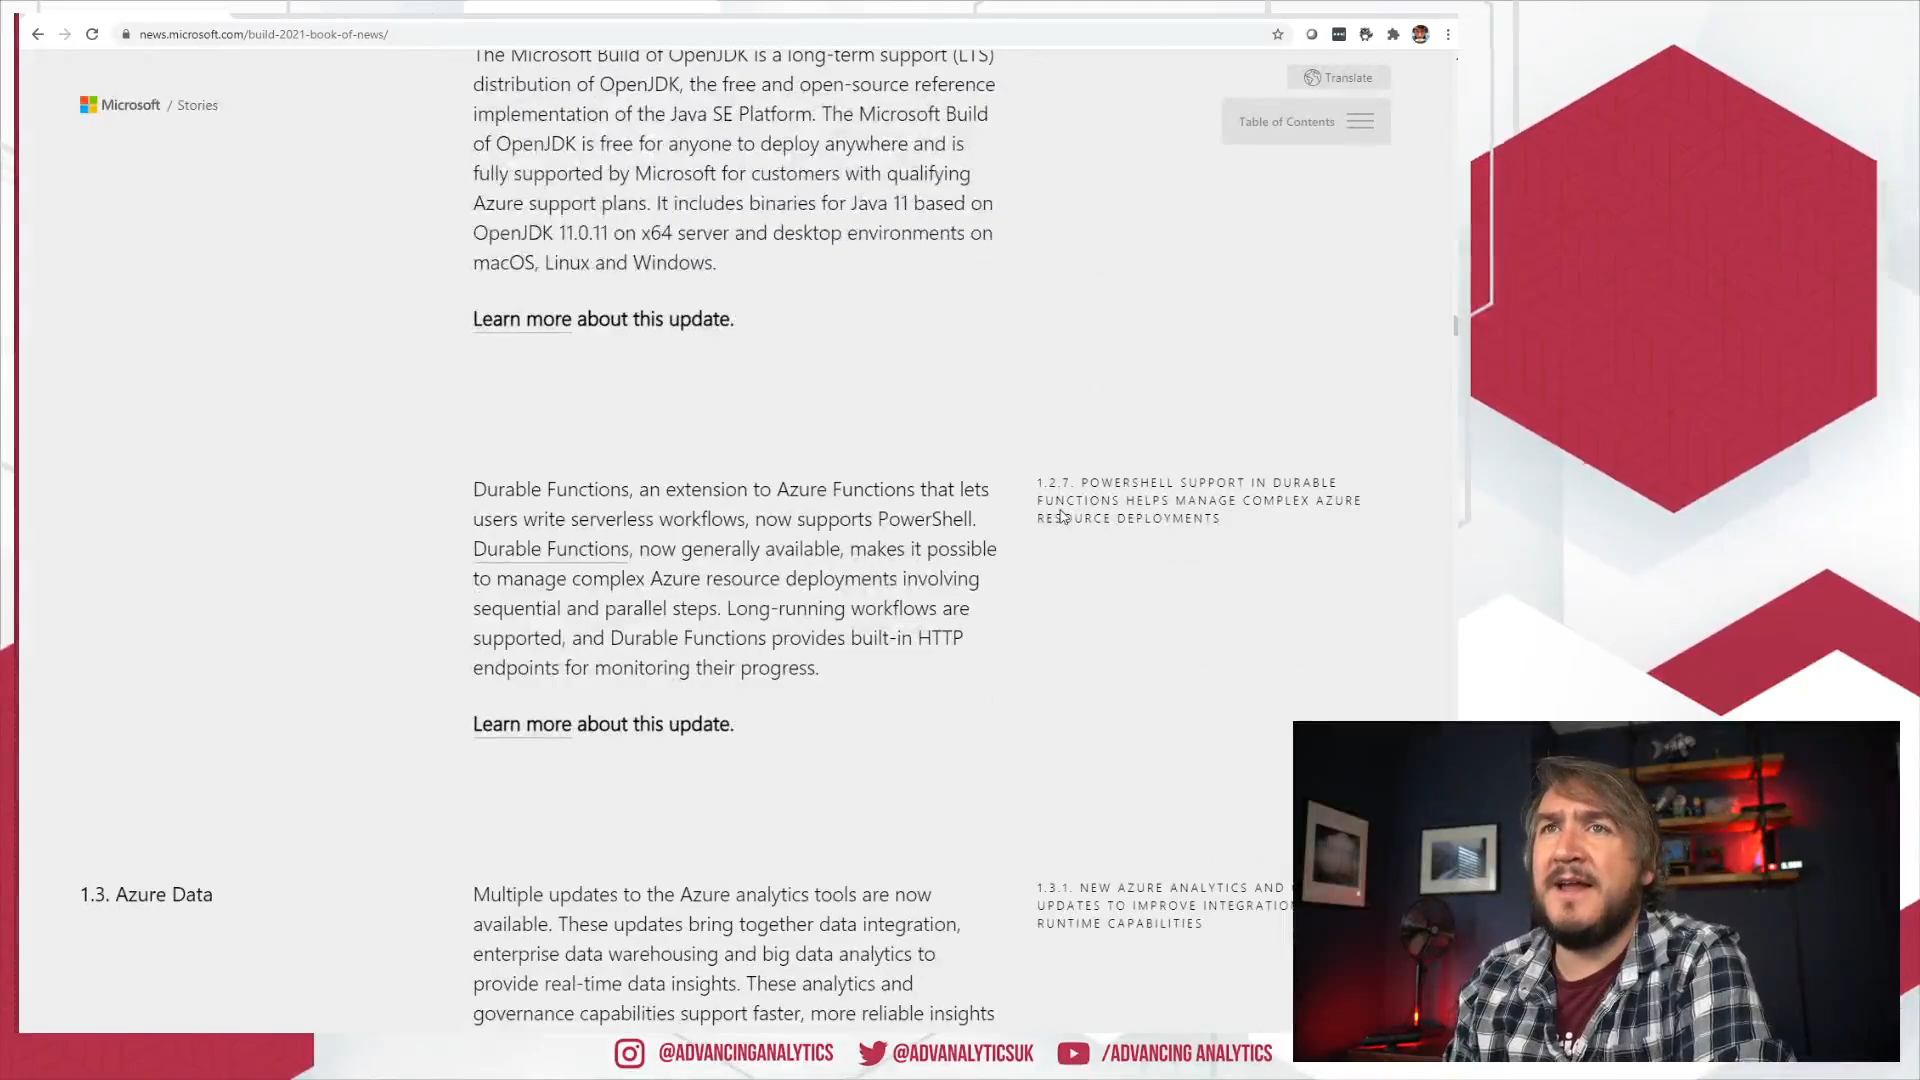 news.microsoft.com/build-2021-book-of-news/
The Microsoft Build of OpenJDK is a long-term support (LTS)
distribution of OpenJDK, the free and open-source reference
implementation of the Java SE Platform. The Microsoft Build
of OpenJDK is free for anyone to deploy anywhere and is
fully supported by Microsoft for customers with qualifying
Azure support plans. It includes binaries for Java 11 based on
OpenJDK 11.0.11 on x64 server and desktop environments on
macOS, Linux and Windows.
Learn more about this update.
Microsoft / Stories
Translate
Table of Contents
Durable Functions, an extension to Azure Functions that lets
users write serverless workflows, now supports PowerShell.
Durable Functions, now generally available, makes it possible
to manage complex Azure resource deployments involving
sequential and parallel steps. Long-running workflows are
supported, and Durable Functions provides built-in HTTP
endpoints for monitoring their progress.
Learn more about this update.
1.2.7. POWERSHELL SUPPORT IN DURABLE
FUNCTIONS HELPS MANAGE COMPLEX AZURE
RESOURCE DEPLOYMENTS
1.3. Azure Data
Multiple updates to the Azure analytics tools are now
available. These updates bring together data integration,
enterprise data warehousing and big data analytics to
provide real-time data insights. These analytics and
governance capabilities support faster, more reliable insights
1.3.1. NEW AZURE ANALYTICS AND
UPDATES TO IMPROVE INTEGRATION
RUNTIME CAPABILITIES
@ADVANCINGANALYTICS
@ADVANALYTICSUK
/ADVANCING ANALYTICS